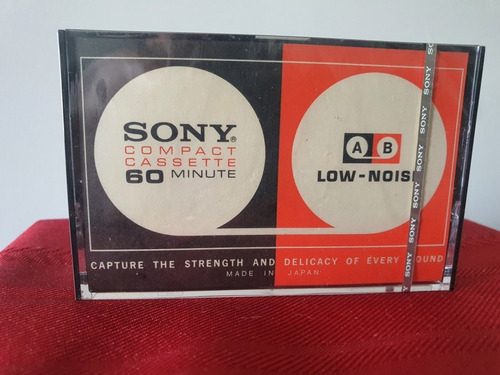 SONY®
COMPACT
CASSETTE
60 MINUTE
A B
LOW-NOIS
CAPTURE THE STRENGTH AND DELICACY OF EVERY OUND
MADE IN JAPAN
SONY SONY SONY SONY SONY SONY SONY